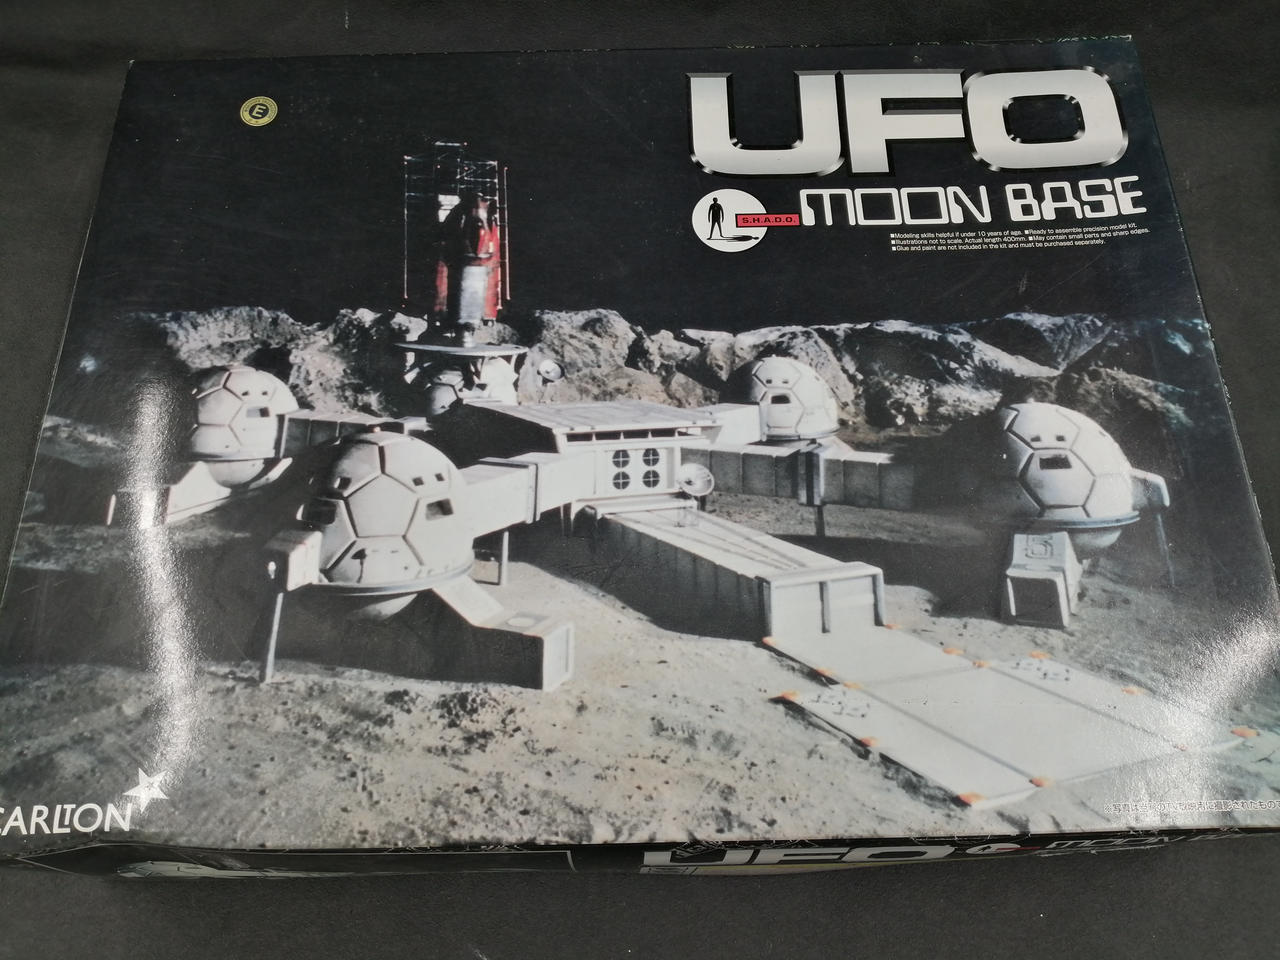 UFO
E
S.H.A.D.O. MOON BASE
■Modeling skills helpful if under 10 years of age. ■Ready to assemble precision model kit.
■Illustrations not to scale. Actual length 400mm. ■May contain small parts and sharp edges.
■Glue and paint are not included in the kit and must be purchased separately.
CARLTON
UFO